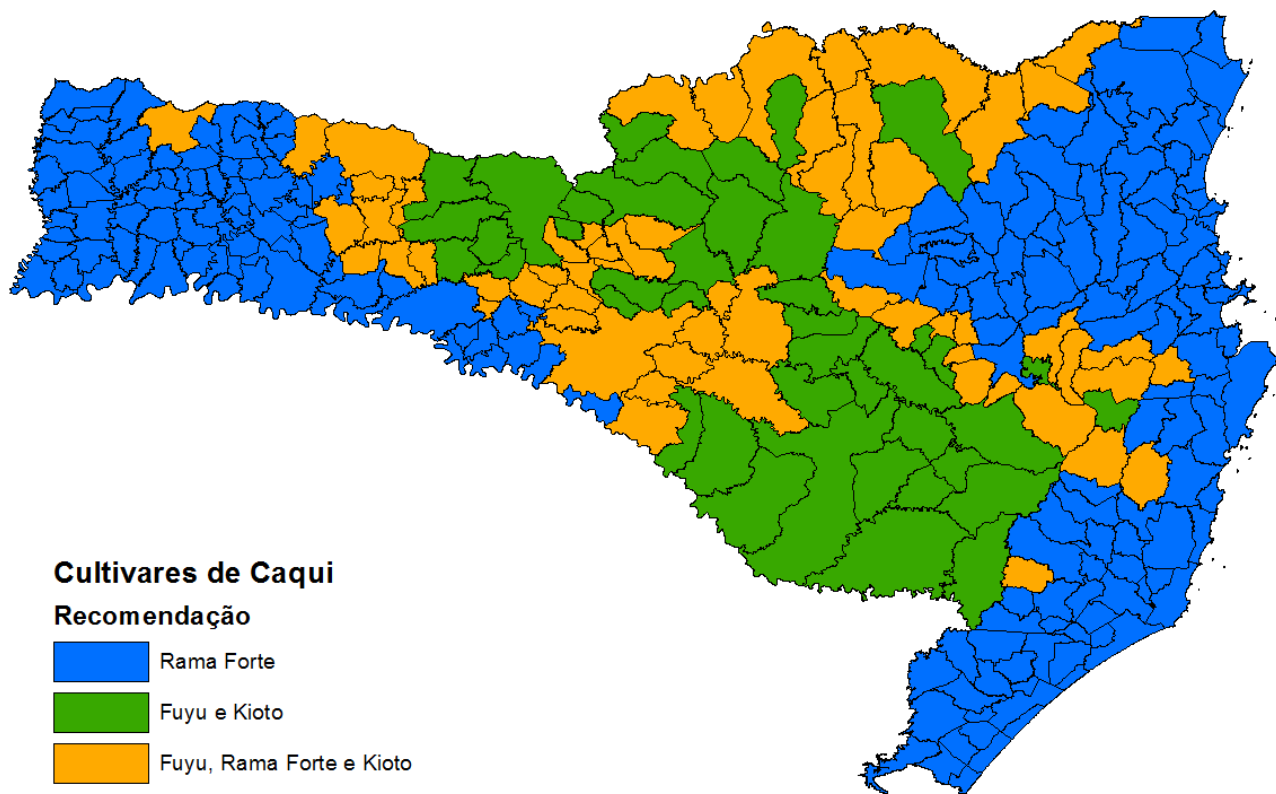 Cultivares de Caqui
Recomendação
Rama Forte
Fuyu e Kioto
Fuyu, Rama Forte e Kioto